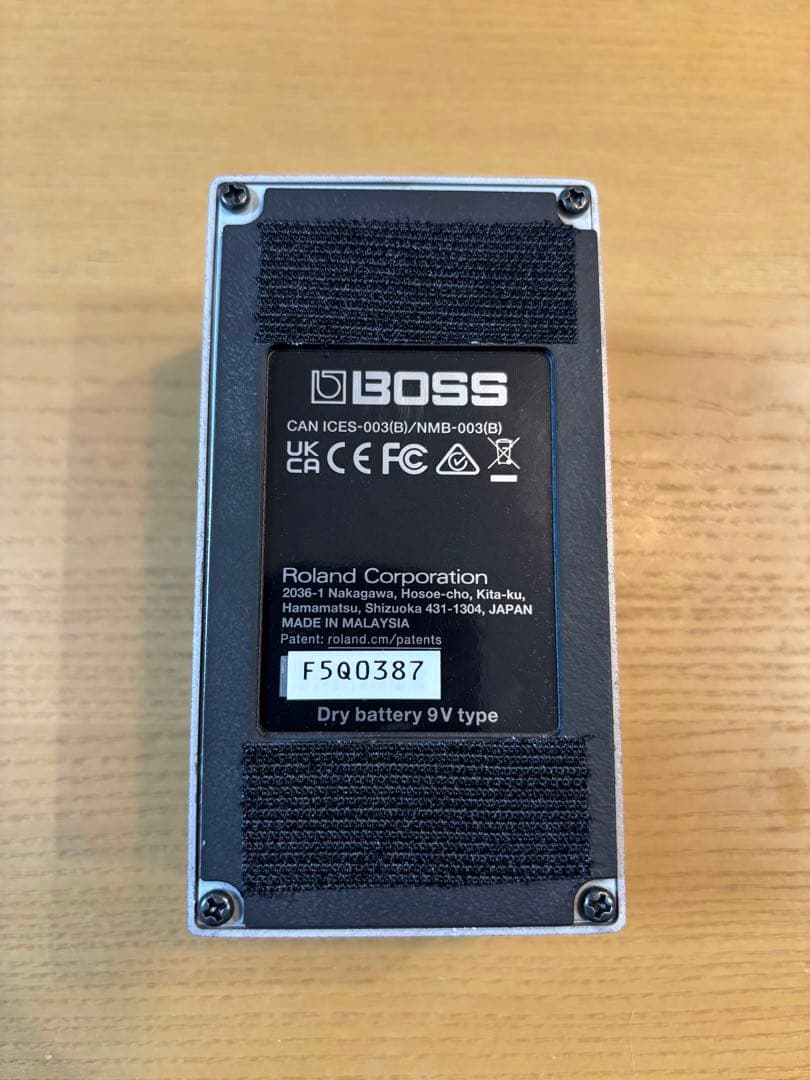 BOSS
CAN ICES-003(B)/NMB-003(B)
UK CA CE FC
Roland Corporation
2036-1 Nakagawa, Hosoe-cho, Kita-ku,
Hamamatsu, Shizuoka 431-1304, JAPAN
MADE IN MALAYSIA
Patent: roland.cm/patents
F5Q0387
Dry battery 9V type